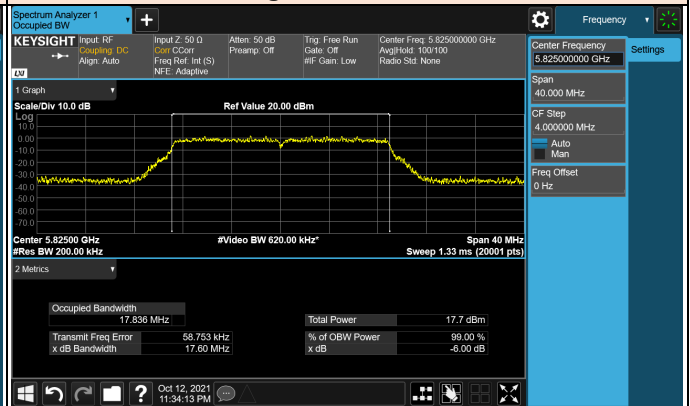 Spectrum Analyzer 1
Occupied BW
Frequency
KEYSIGHT
Input: RF
Coupling: DC
Align: Auto
Input Z: 50 Ω
Corr CCorr
Freq Ref: Int (S)
NFE: Adaptive
Atten: 50 dB
Preamp: Off
Trig: Free Run
Gate: Off
#IF Gain: Low
Center Freq: 5.825000000 GHz
Avg|Hold: 100/100
Radio Std: None
LXI
Center Frequency
5.825000000 GHz
Settings
Span
40.000 MHz
CF Step
4.000000 MHz
Auto
Man
Freq Offset
0 Hz
1 Graph
Scale/Div 10.0 dB
Ref Value 20.00 dBm
Log
10.0
0.00
-10.0
-20.0
-30.0
-40.0
-50.0
-60.0
-70.0
Center 5.82500 GHz
#Video BW 620.00 kHz*
Span 40 MHz
#Res BW 200.00 kHz
Sweep 1.33 ms (20001 pts)
2 Metrics
Occupied Bandwidth
17.836 MHz
Total Power 17.7 dBm
Transmit Freq Error 58.753 kHz
% of OBW Power 99.00 %
x dB Bandwidth 17.60 MHz
x dB -6.00 dB
Oct 12, 2021
11:34:13 PM